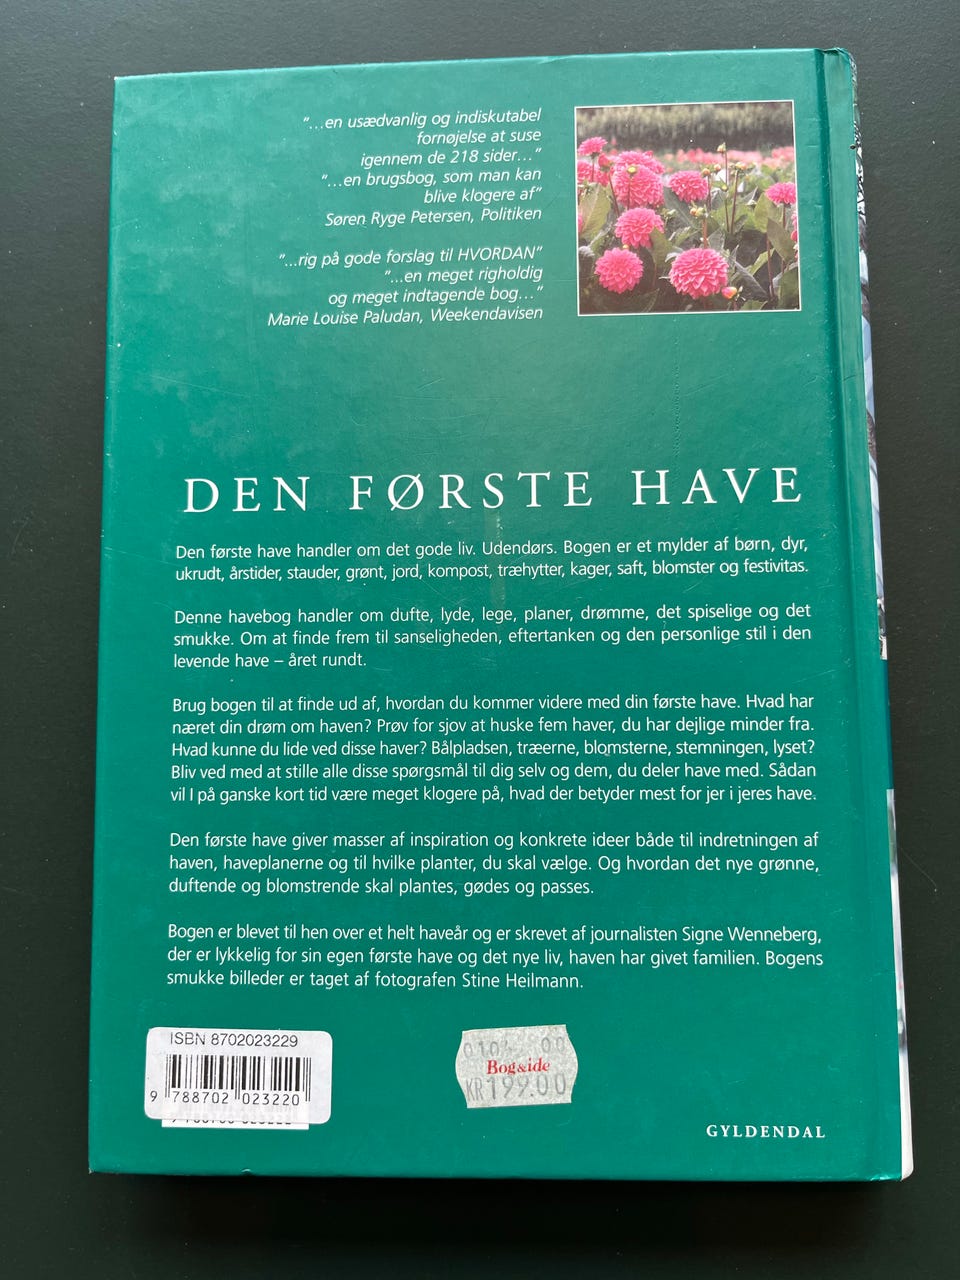 "...en usædvanlig og indiskutabel
fornøjelse at suse
igennem de 218 sider..."
"...en brugsbog, som man kan
blive klogere af"
Søren Ryge Petersen, Politiken
"...rig på gode forslag til HVORDAN"
"...en meget righoldig
og meget indtagende bog..."
Marie Louise Paludan, Weekendavisen
DEN FØRSTE HAVE
Den første have handler om det gode liv. Udendørs. Bogen er et mylder af børn, dyr,
ukrudt, årstider, stauder, grønt, jord, kompost, træhytter, kager, saft, blomster og festivitas.
Denne havebog handler om dufte, lyde, lege, planer, drømme, det spiselige og det
smukke. Om at finde frem til sanseligheden, eftertanken og den personlige stil i den
levende have – året rundt.
Brug bogen til at finde ud af, hvordan du kommer videre med din første have. Hvad har
næret din drøm om haven? Prøv for sjov at huske fem haver, du har dejlige minder fra.
Hvad kunne du lide ved disse haver? Bålpladsen, træerne, blomsterne, stemningen, lyset?
Bliv ved med at stille alle disse spørgsmål til dig selv og dem, du deler have med. Sådan
vil I på ganske kort tid være meget klogere på, hvad der betyder mest for jer i jeres have.
Den første have giver masser af inspiration og konkrete ideer både til indretningen af
haven, haveplanerne og til hvilke planter, du skal vælge. Og hvordan det nye grønne,
duftende og blomstrende skal plantes, gødes og passes.
Bogen er blevet til hen over et helt haveår og er skrevet af journalisten Signe Wenneberg,
der er lykkelig for sin egen første have og det nye liv, haven har givet familien. Bogens
smukke billeder er taget af fotografen Stine Heilmann.
ISBN 8702023229
9 788702 023220
Bog&ide
KR 199.00
GYLDENDAL